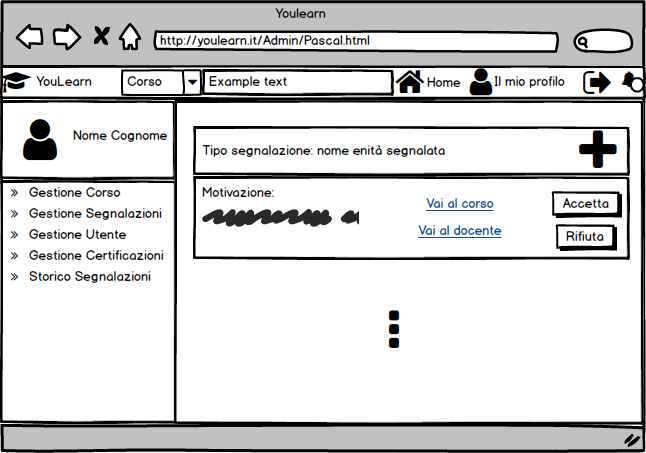 Youlearn
http://youlearn.it/Admin/Pascal.html
YouLearn Corso Example text Home Il mio profilo
Nome Cognome
Gestione Corso
Gestione Segnalazioni
Gestione Utente
Gestione Certificazioni
Storico Segnalazioni
Tipo segnalazione: nome enità segnalata
Motivazione:
Vai al corso
Accetta
Vai al docente
Rifiuta